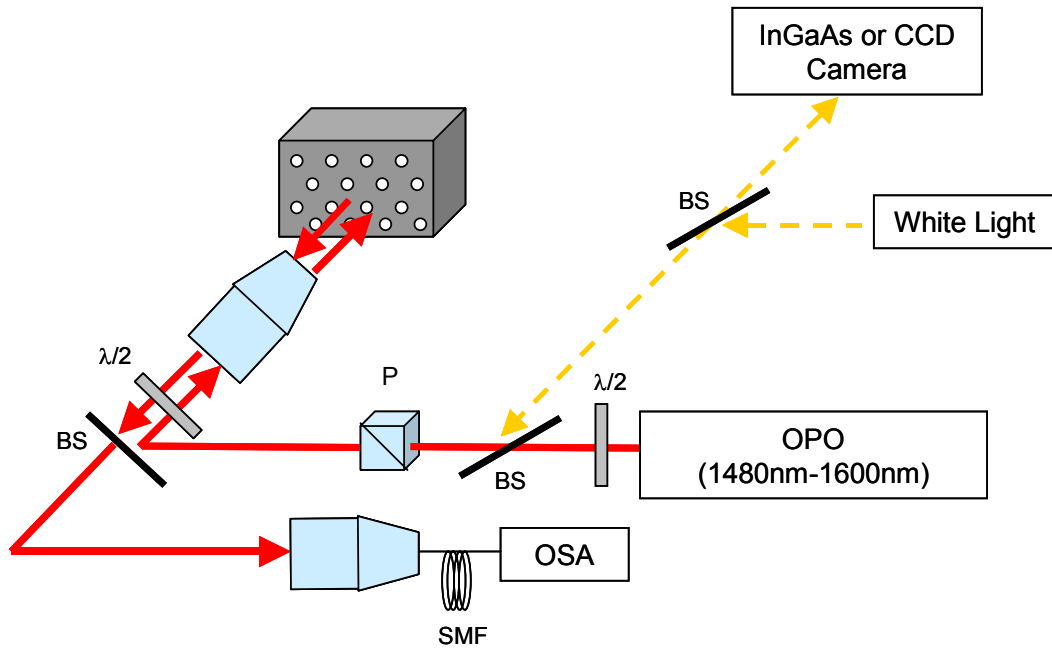 InGaAs or CCD
Camera
BS
White Light
λ/2
P
λ/2
BS
BS
OPO
(1480nm-1600nm)
OSA
SMF